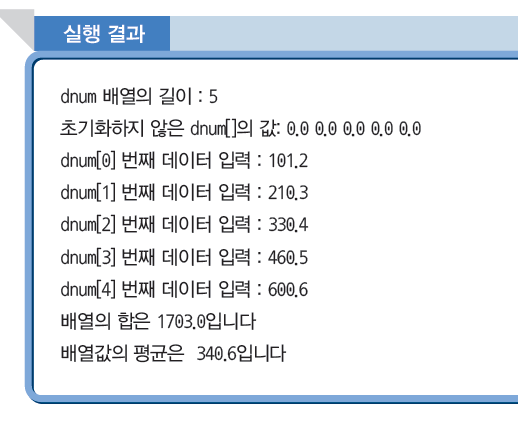 실행 결과
dnum 배열의 길이 : 5
초기화하지 않은 dnum[]의 값: 0.0 0.0 0.0 0.0 0.0
dnum[0] 번째 데이터 입력 : 101.2
dnum[1] 번째 데이터 입력 : 210.3
dnum[2] 번째 데이터 입력 : 330.4
dnum[3] 번째 데이터 입력 : 460.5
dnum[4] 번째 데이터 입력 : 600.6
배열의 합은 1703.0입니다
배열값의 평균은 340.6입니다